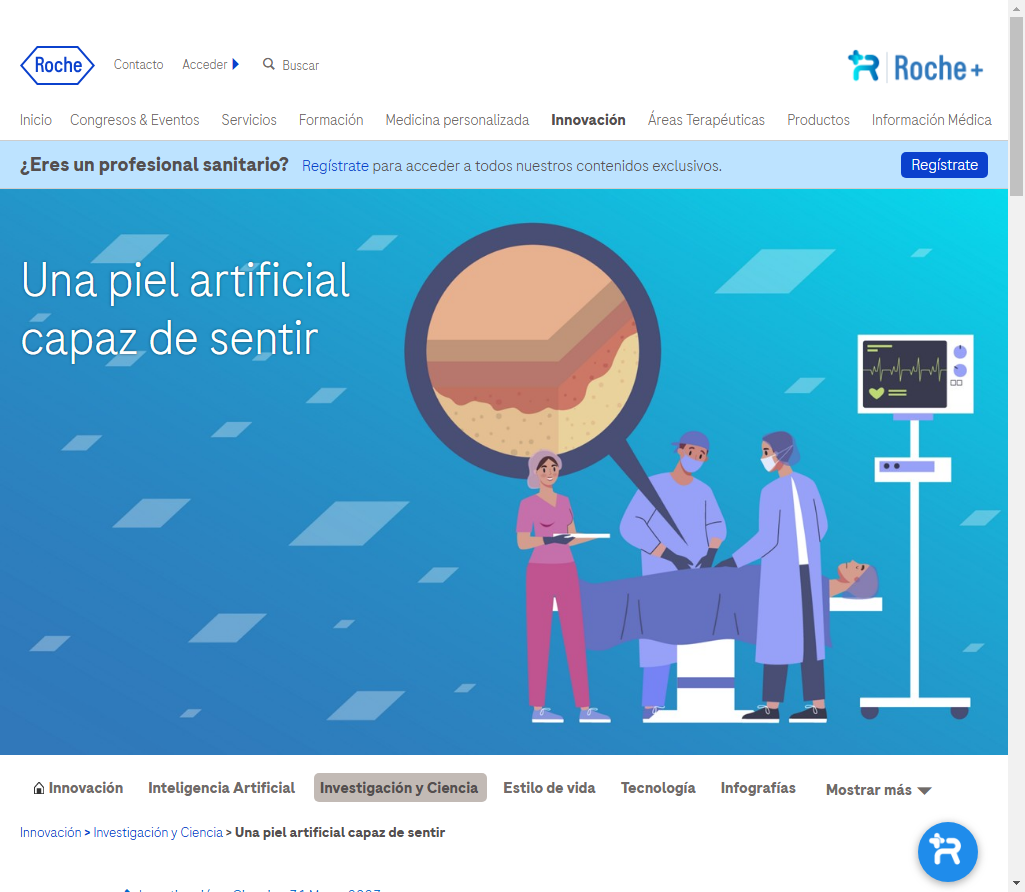 Roche
Contacto
Acceder
Buscar
Roche+
Inicio
Congresos & Eventos
Servicios
Formación
Medicina personalizada
Innovación
Áreas Terapéuticas
Productos
Información Médica
¿Eres un profesional sanitario? Regístrate para acceder a todos nuestros contenidos exclusivos.
Regístrate
Una piel artificial
capaz de sentir
Innovación
Inteligencia Artificial
Investigación y Ciencia
Estilo de vida
Tecnología
Infografías
Mostrar más
Innovación > Investigación y Ciencia > Una piel artificial capaz de sentir